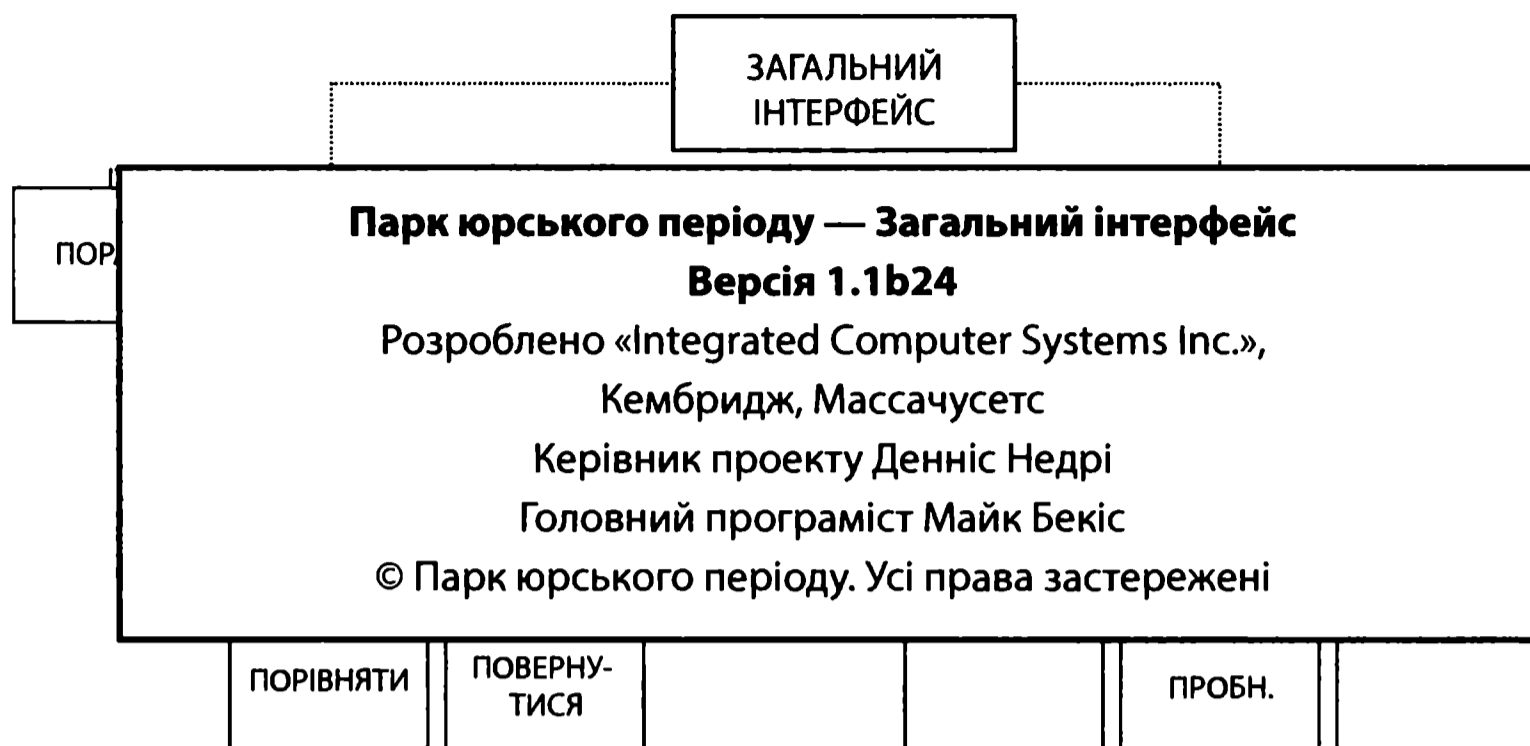 ЗАГАЛЬНИЙ
ІНТЕРФЕЙС
Парк юрського періоду — Загальний інтерфейс
Версія 1.1b24
Розроблено «Integrated Computer Systems Inc.»,
Кембридж, Массачусетс
Керівник проекту Денніс Недрі
Головний програміст Майк Бекіс
© Парк юрського періоду. Усі права застережені
ПОРІВНЯТИ
ПОВЕРНУ-
ТИСЯ
ПРОБН.